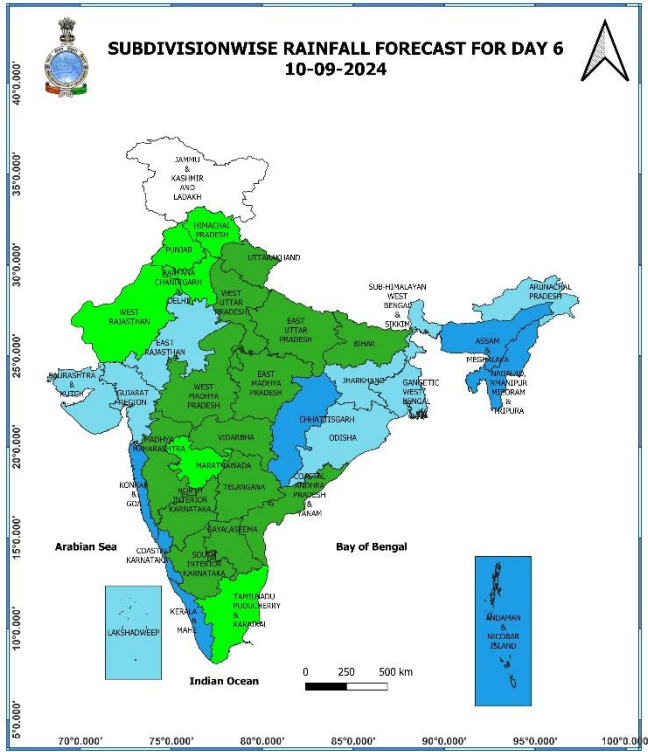 SUBDIVISIONWISE RAINFALL FORECAST FOR DAY 6
10-09-2024
40°0.000'
35°0.000'
30°0.000'
25°0.000'
20°0.000'
15°0.000'
10°0.000'
5°0.000'
JAMMU
&
KASHMIR
AND
LADAKH
HIMACHAL
PRADESH
PUNJAB
UTTARAKHAND
CHANDIGARH
&
DELHI
WEST
UTTAR
PRADESH
WEST
RAJASTHAN
EAST
RAJASTHAN
EAST
UTTAR
PRADESH
SUB-HIMALAYAN
WEST
BENGAL
&
SIKKIM
ARUNACHAL
PRADESH
BIHAR
ASSAM
&
MEGHALAYA
NAGALAD,
NMANIPUR
MIZORAM
&
TRIPURA
SAURASHTRA
&
KUTCH
GUJARAT
REGION
WEST
MADHYA
PRADESH
EAST
MADHYA
PRADESH
JHARKHAND
GANGETIC
WEST
BENGAL
CHHATTISGARH
ODISHA
MADHYA
MAHARASHTRA
VIDARBHA
MARATHAWADA
KONKAN
&
GOA
NORTH
INTERIOR
KARNATAKA
TELANGANA
COASTAL
ANDHRA
PRADESH
&
YANAM
RAYALASEEMA
Arabian Sea
Bay of Bengal
COASTAL
KARNATAKA
SOUTH
INTERIOR
KARNATAKA
TAMILNADU
PUDUCHERRY
&
KARAIKAL
KERALA
&
MAHE
LAKSHADWEEP
ANDAMAN
&
NICOBAR
ISLAND
Indian Ocean
0 250 500 km
70°0.000' 75°0.000' 80°0.000' 85°0.000' 90°0.000' 95°0.000' 100°0.000'